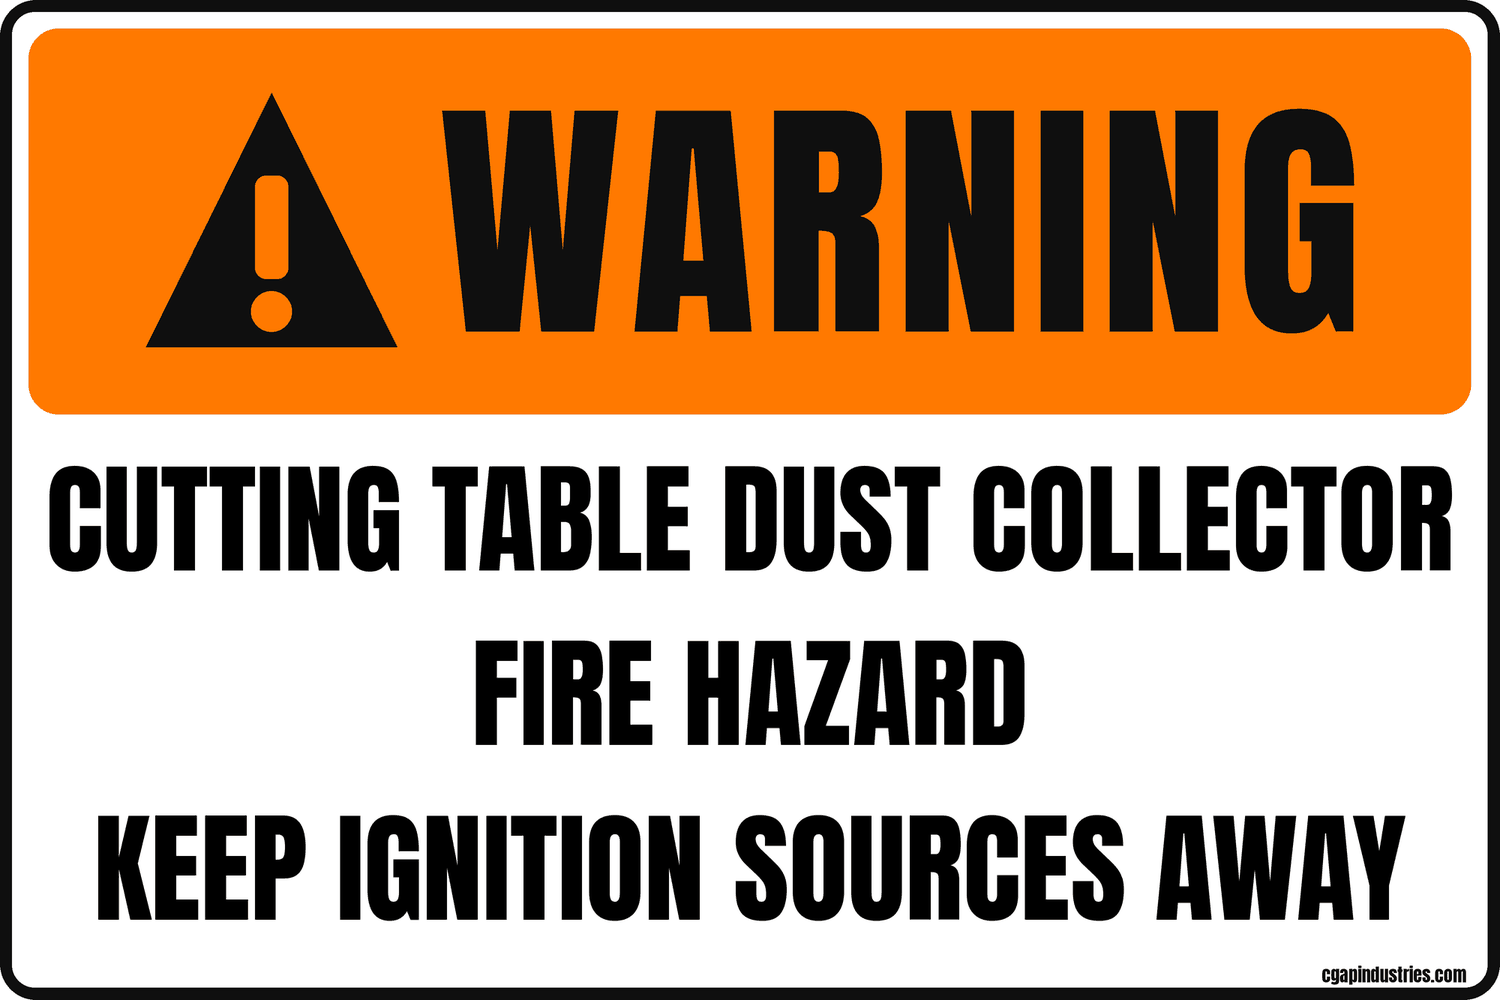 WARNING
CUTTING TABLE DUST COLLECTOR
FIRE HAZARD
KEEP IGNITION SOURCES AWAY
cgapindustries.com